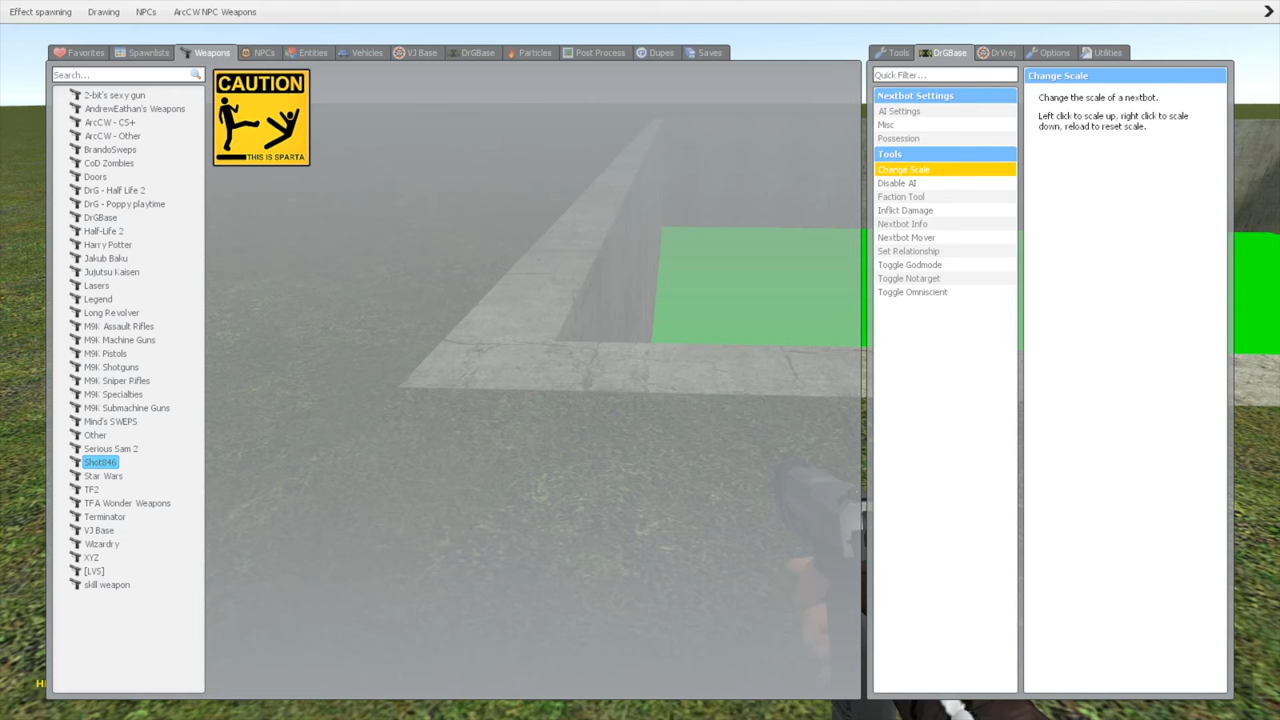 Effect spawning Drawing NPCs ArcCW NPC Weapons
Favorites Spawnlists Weapons NPCs Entities Vehicles VJ Base DrGBase Particles Post Process Dupes Saves
Search...
2-bit's sexy gun
AndrewEathan's Weapons
ArcCW - CS+
ArcCW - Other
BrandoSweps
CoD Zombies
Doors
DrG - Half Life 2
DrG - Poppy playtime
DrGBase
Half-Life 2
Harry Potter
Jakub Baku
Jujutsu Kaisen
Lasers
Legend
Long Revolver
M9K Assault Rifles
M9K Machine Guns
M9K Pistols
M9K Shotguns
M9K Sniper Rifles
M9K Specialties
M9K Submachine Guns
Mind's SWEPS
Other
Serious Sam 2
Shot846
Star Wars
TF2
TFA Wonder Weapons
Terminator
VJ Base
Wizardry
XYZ
[LVS]
skill weapon
CAUTION
THIS IS SPARTA
Tools DrGBase DrVrej Options Utilities
Quick Filter...
Nextbot Settings
AI Settings
Misc
Possession
Tools
Change Scale
Disable AI
Faction Tool
Inflict Damage
Nextbot Info
Nextbot Mover
Set Relationship
Toggle Godmode
Toggle Notarget
Toggle Omniscient
Change Scale
Change the scale of a nextbot.
Left click to scale up, right click to scale
down, reload to reset scale.